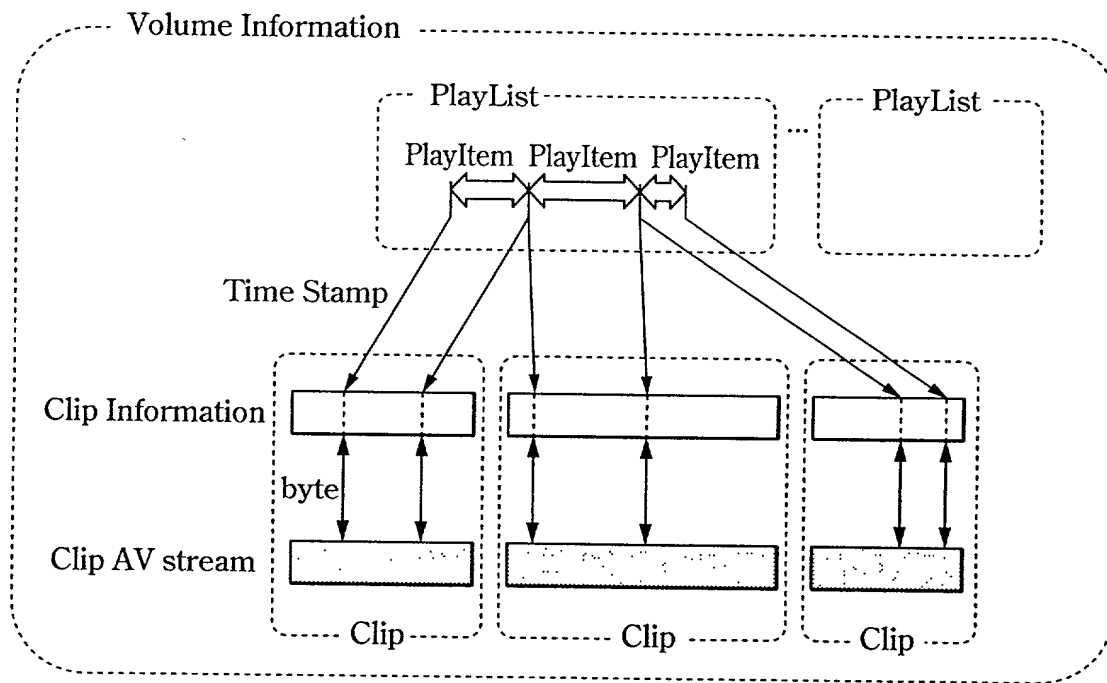 Volume Information
PlayList
PlayList
...
PlayItem PlayItem PlayItem
Time Stamp
Clip Information
byte
Clip AV stream
Clip
Clip
Clip